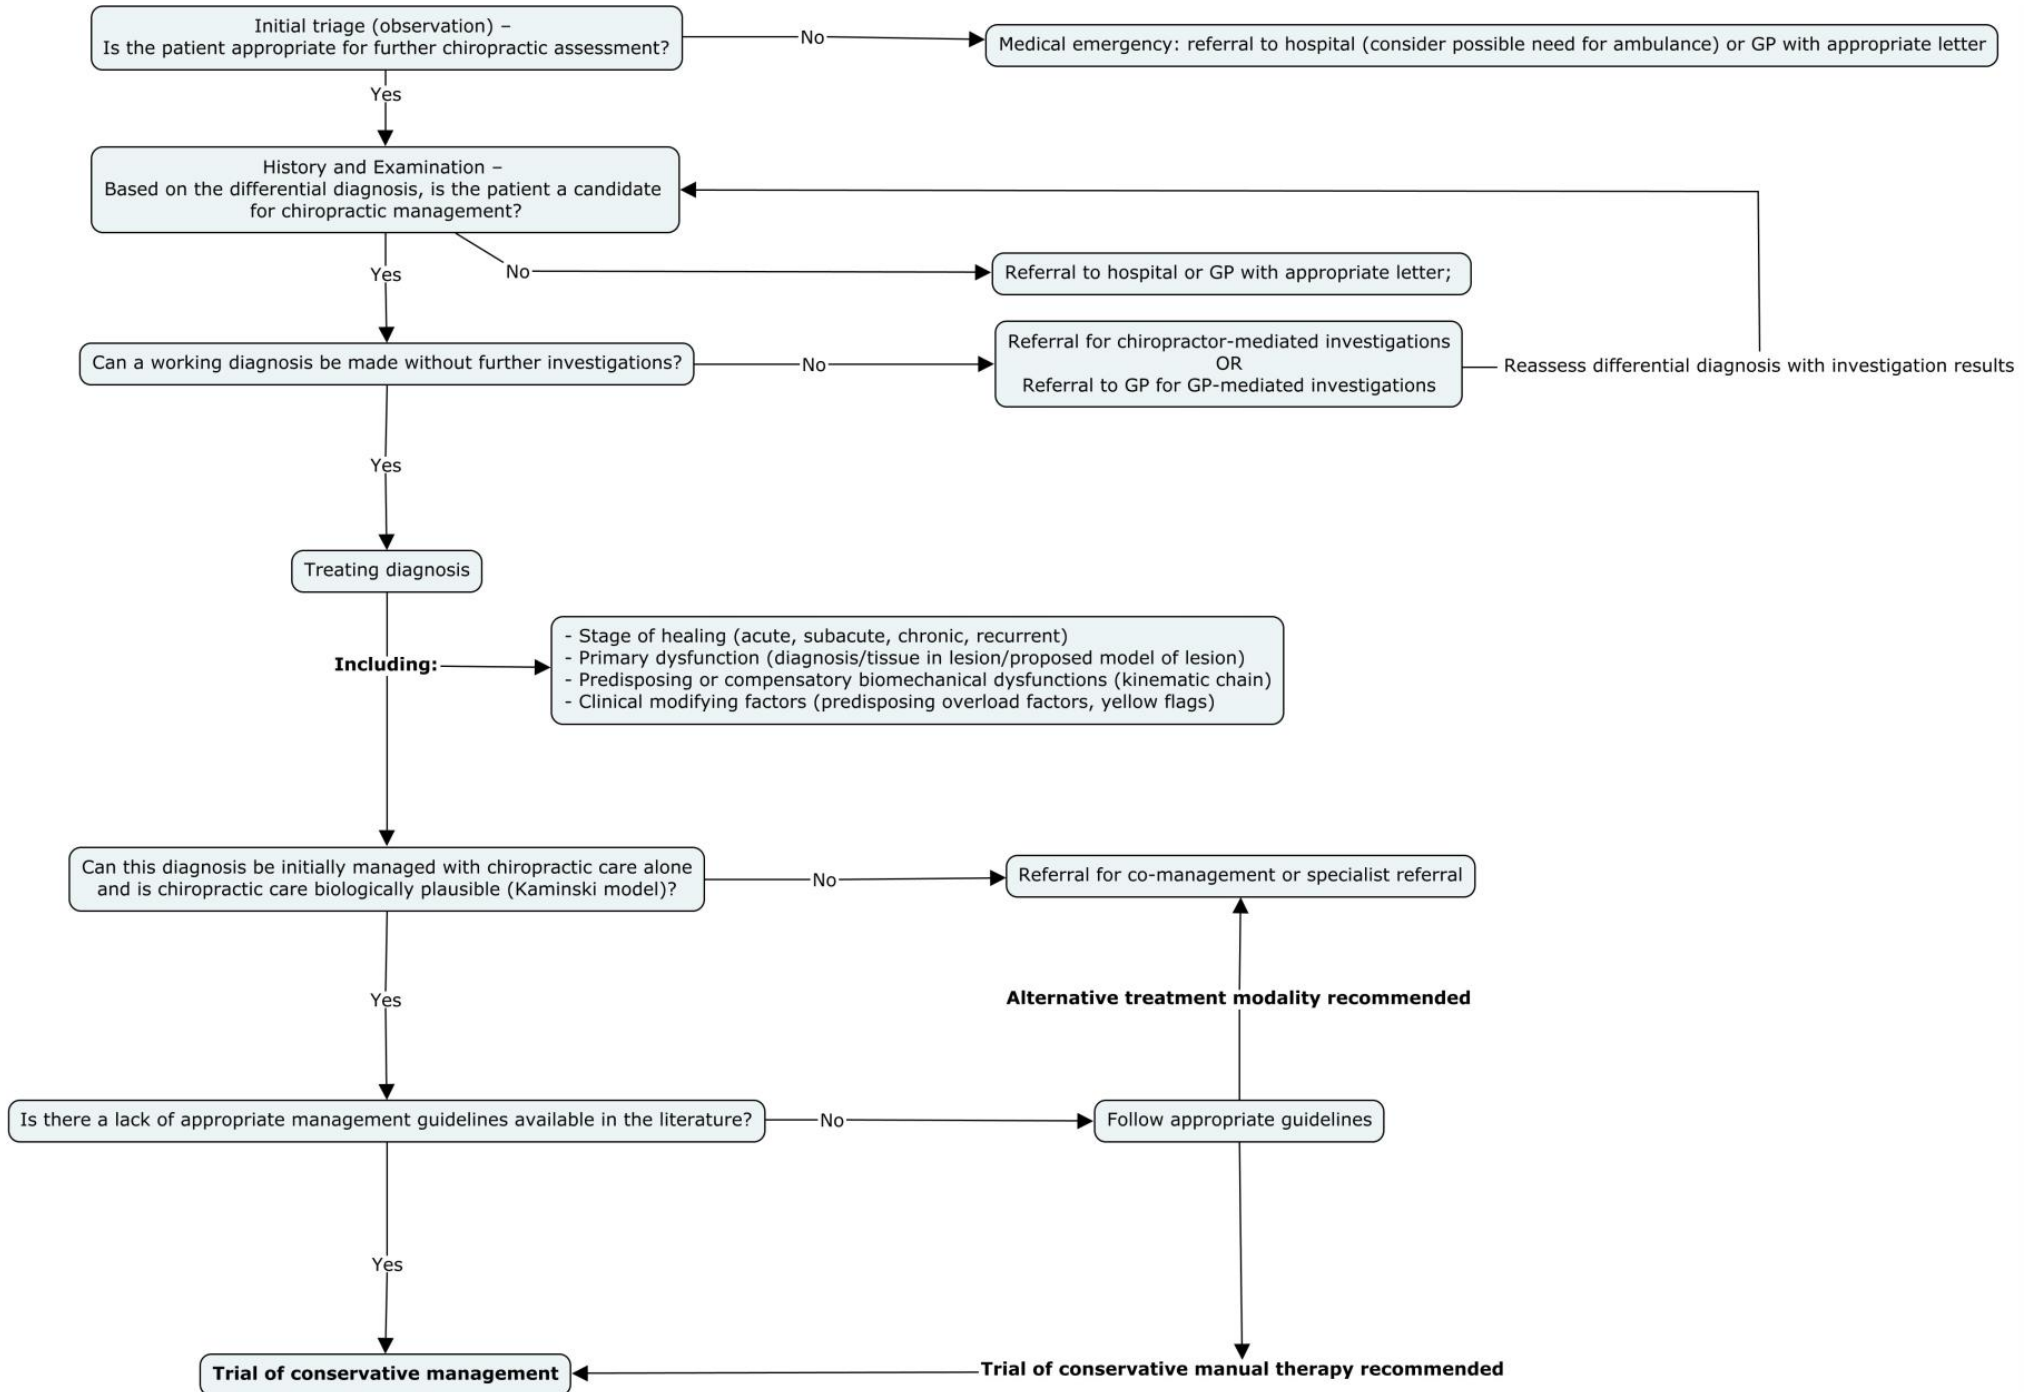 Initial triage (observation) –
Is the patient appropriate for further chiropractic assessment?
No
Medical emergency: referral to hospital (consider possible need for ambulance) or GP with appropriate letter
Yes
History and Examination –
Based on the differential diagnosis, is the patient a candidate
for chiropractic management?
Yes
No
Referral to hospital or GP with appropriate letter;
Can a working diagnosis be made without further investigations?
No
Referral for chiropractor-mediated investigations
OR
Referral to GP for GP-mediated investigations
Reassess differential diagnosis with investigation results
Yes
Treating diagnosis
Including:
- Stage of healing (acute, subacute, chronic, recurrent)
- Primary dysfunction (diagnosis/tissue in lesion/proposed model of lesion)
- Predisposing or compensatory biomechanical dysfunctions (kinematic chain)
- Clinical modifying factors (predisposing overload factors, yellow flags)
Can this diagnosis be initially managed with chiropractic care alone
and is chiropractic care biologically plausible (Kaminski model)?
No
Referral for co-management or specialist referral
Yes
Alternative treatment modality recommended
Is there a lack of appropriate management guidelines available in the literature?
No
Follow appropriate guidelines
Yes
Trial of conservative management
Trial of conservative manual therapy recommended